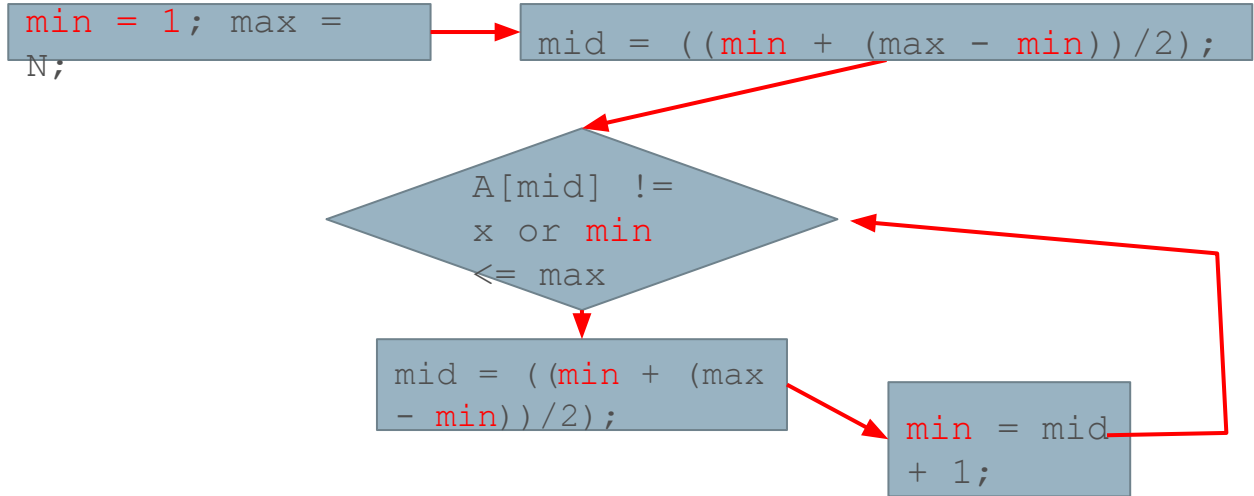 min = 1; max =
N;
mid = ((min + (max - min))/2);
A[mid] !=
x or min
<= max
mid = ((min + (max
- min))/2);
min = mid
+ 1;